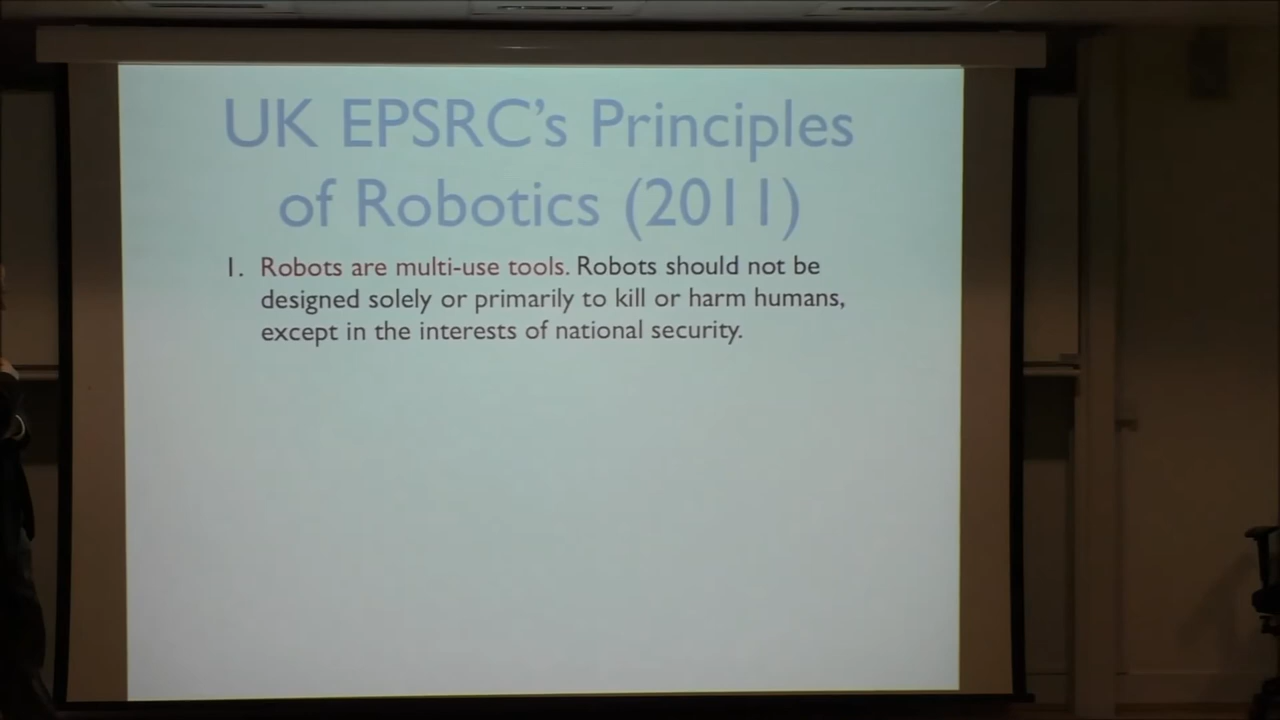 UK EPSRC's Principles
of Robotics (2011)
1. Robots are multi-use tools. Robots should not be
designed solely or primarily to kill or harm humans,
except in the interests of national security.